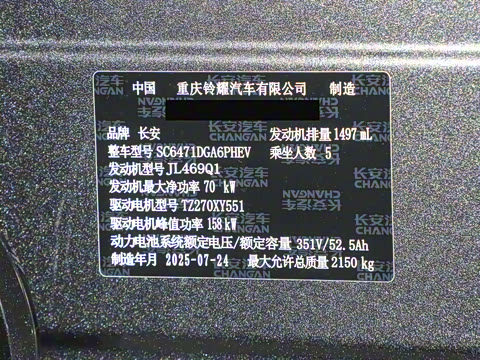 中国 重庆铃耀汽车有限公司 制造
品牌 长安 发动机排量 1497 mL
整车型号 SC6471DGA6PHEV 乘坐人数 5
发动机型号 JL469Q1
发动机最大净功率 70 kW
驱动电机型号 TZ270XY551
驱动电机峰值功率 158 kW
动力电池系统额定电压/额定容量 351V/52.5Ah
制造年月 2025-07-24 最大允许总质量 2150 kg